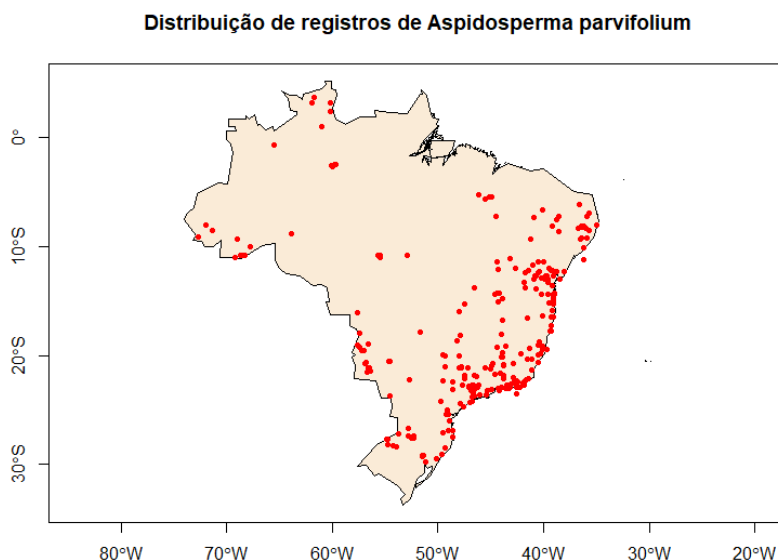 Distribuição de registros de Aspidosperma parvifolium
0°
10°S
20°S
30°S
80°W
70°W
60°W
50°W
40°W
30°W
20°W